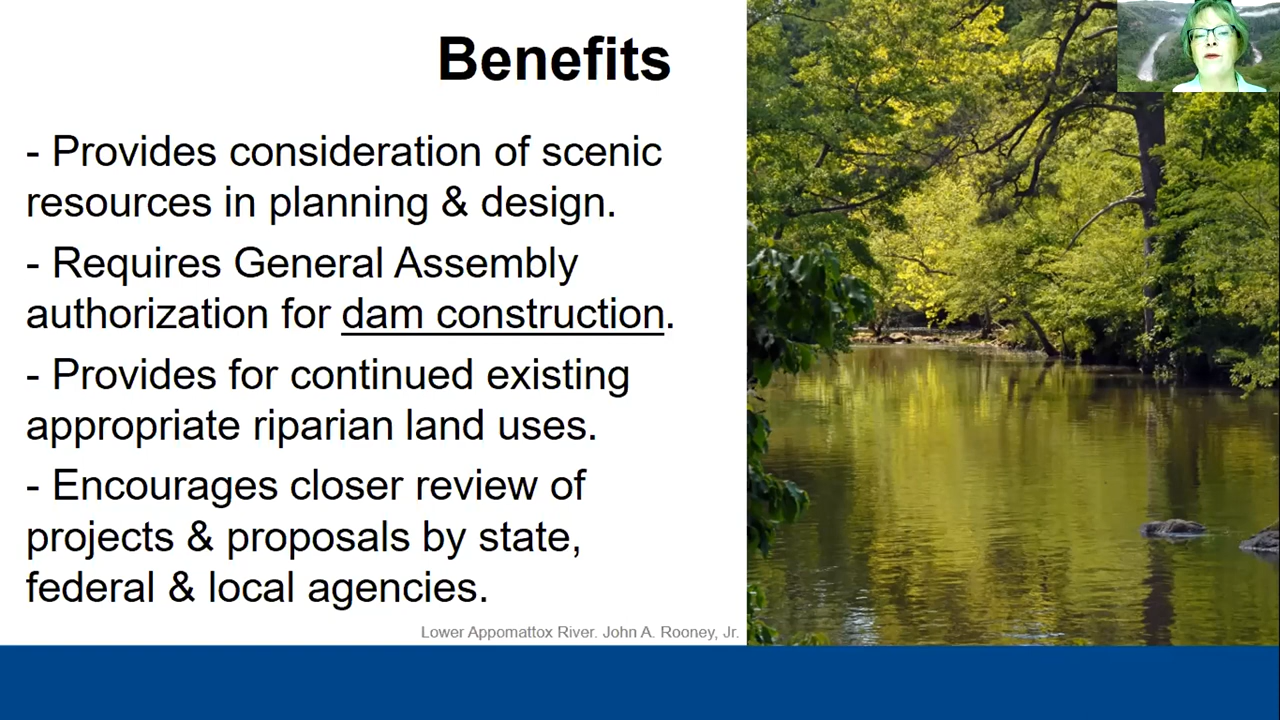 Benefits
- Provides consideration of scenic
resources in planning & design.
- Requires General Assembly
authorization for dam construction.
- Provides for continued existing
appropriate riparian land uses.
- Encourages closer review of
projects & proposals by state,
federal & local agencies.
Lower Appomattox River. John A. Rooney, Jr.